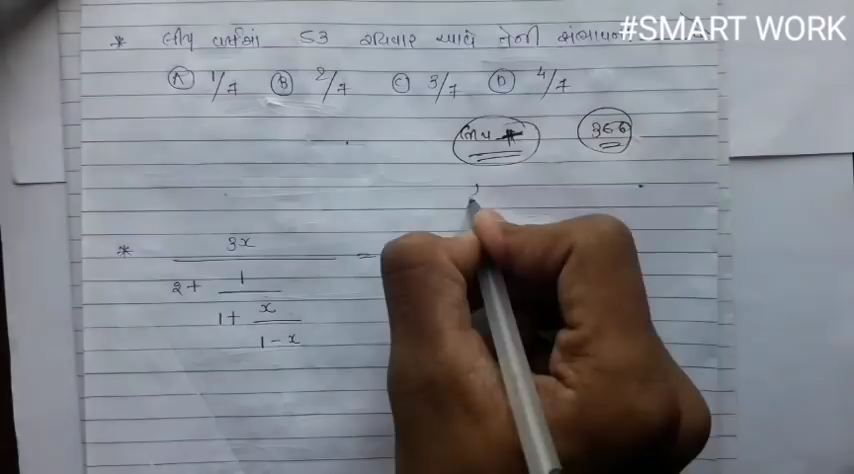 #SMART WORK
* લીપ વર્ષમાં 53 રવિવાર આવે તેની સંભાવના
(A) 1/7 (B) 2/7 (C) 3/7 (D) 4/7
લીપ 366
* 3x =
2 + 1
1 + x
1 - x